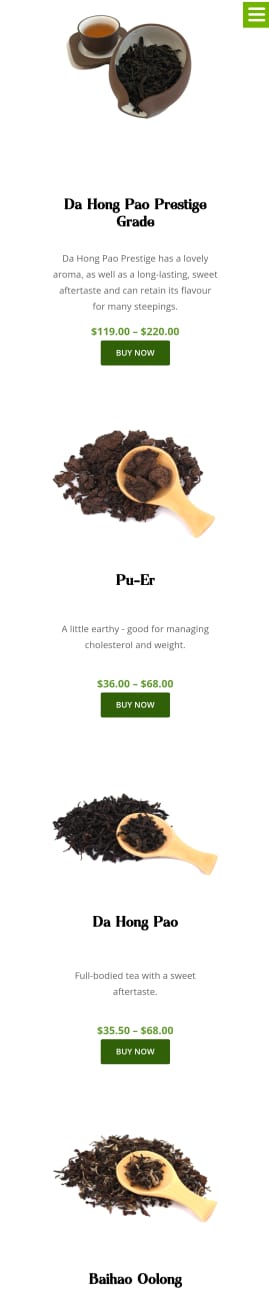 Da Hong Pao Prestige
Grade
Da Hong Pao Prestige has a lovely
aroma, as well as a long-lasting, sweet
aftertaste and can retain its flavour
for many steepings.
$119.00 – $220.00
BUY NOW
Pu-Er
A little earthy - good for managing
cholesterol and weight.
$36.00 – $68.00
BUY NOW
Da Hong Pao
Full-bodied tea with a sweet
aftertaste.
$35.50 – $68.00
BUY NOW
Baihao Oolong